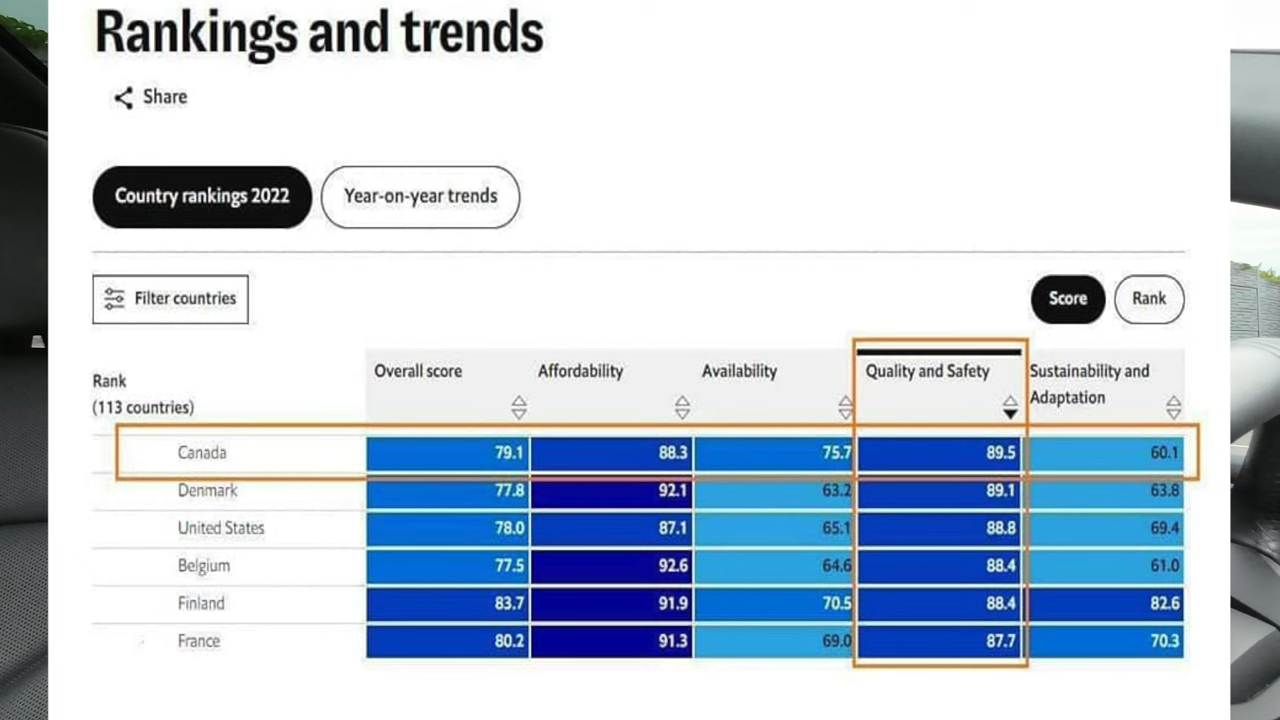 Rankings and trends
Share
Country rankings 2022
Year-on-year trends
Filter countries
Score
Rank
Rank
(113 countries)
Overall score
Affordability
Availability
Quality and Safety
Sustainability and
Adaptation
Canada 79.1 88.3 75.7 89.5 60.1
Denmark 77.8 92.1 63.2 89.1 63.8
United States 78.0 87.1 65.1 88.8 69.4
Belgium 77.5 92.6 64.6 88.4 61.0
Finland 83.7 91.9 70.5 88.4 82.6
France 80.2 91.3 69.0 87.7 70.3